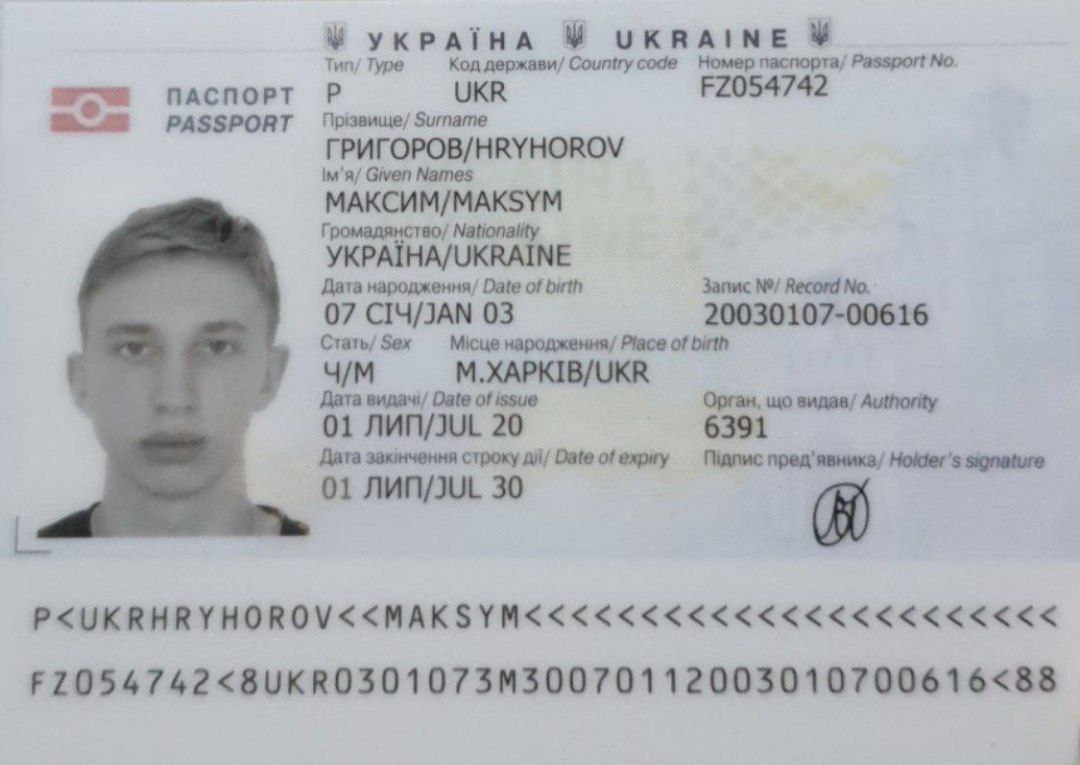 УКРАЇНА UKRAINE
Тип/ Type Код держави/ Country code Номер паспорта/ Passport No.
P UKR FZ054742
ПАСПОРТ
PASSPORT
Прізвище/ Surname
ГРИГОРОВ/HRYHOROV
Ім'я/ Given Names
МАКСИМ/MAKSYM
Громадянство/ Nationality
УКРАЇНА/UKRAINE
Дата народження/ Date of birth Запис №/ Record No.
07 СІЧ/JAN 03 20030107-00616
Стать/ Sex Місце народження/ Place of birth
Ч/M М.ХАРКІВ/UKR
Дата видачі/ Date of issue Орган, що видав/ Authority
01 ЛИП/JUL 20 6391
Дата закінчення строку дії/ Date of expiry Підпис пред'явника/ Holder's signature
01 ЛИП/JUL 30
P<UKRHRYHOROV<<MAKSYM<<<<<<<<<<<<<<<<<<<<<<<
FZ054742<8UKR0301073M3007011200301070​0616<88